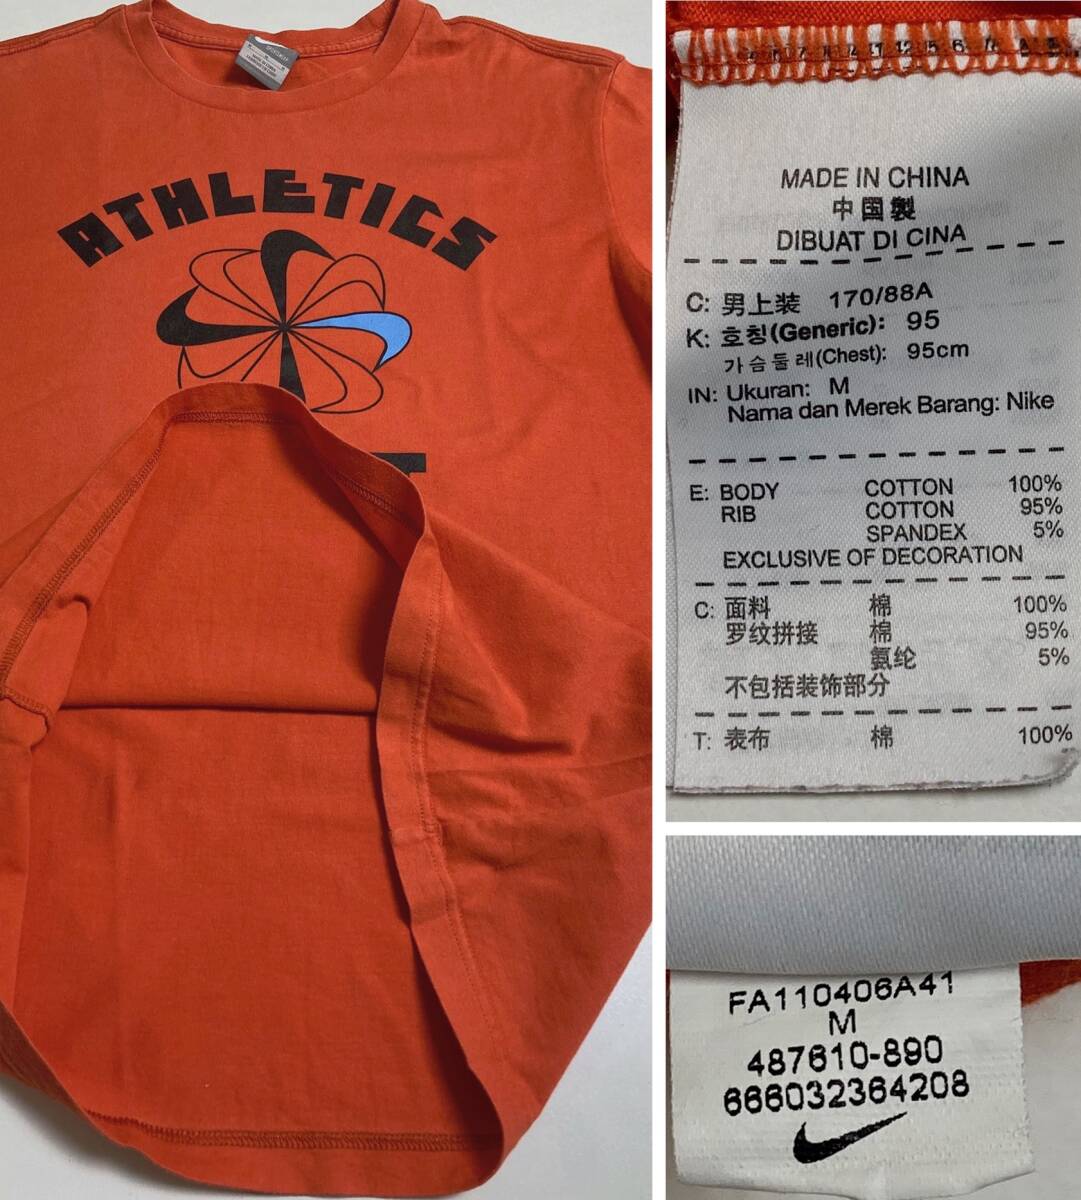 ATHLETICS
MADE IN CHINA
中国製
DIBUAT DI CINA
C: 男上装 170/88A
K: 호칭(Generic): 95
가슴둘레(Chest): 95cm
IN: Ukuran: M
Nama dan Merek Barang: Nike
E: BODY COTTON 100%
RIB COTTON 95%
SPANDEX 5%
EXCLUSIVE OF DECORATION
C: 面料 棉 100%
罗纹拼接 棉 95%
氨纶 5%
不包括装饰部分
T: 表布 棉 100%
FA110406A41
M
487610-890
666032364208